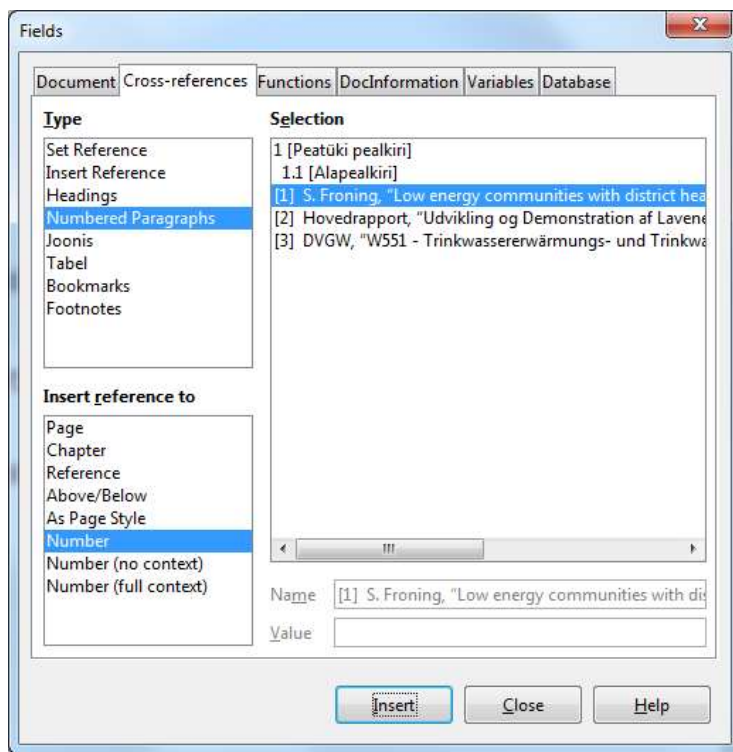 Fields
Document Cross-references Functions DocInformation Variables Database
Type
Set Reference
Insert Reference
Headings
Numbered Paragraphs
Joonis
Tabel
Bookmarks
Footnotes
Insert reference to
Page
Chapter
Reference
Above/Below
As Page Style
Number
Number (no context)
Number (full context)
Selection
1 [Peatüki pealkiri]
1.1 [Alapealkiri]
[1] S. Froning, "Low energy communities with district hea
[2] Hovedrapport, "Udvikling og Demonstration af Lavene
[3] DVGW, "W551 - Trinkwassererwärmungs- und Trinkwa
Name [1] S. Froning, "Low energy communities with dis
Value
Insert Close Help